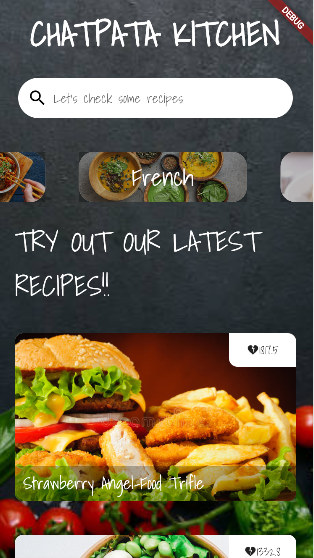 DEBUG
CHATPATA KITCHEN
Let's check some recipes
French
TRY OUT OUR LATEST
RECIPES!!
Strawberry Angel-Food Trifle